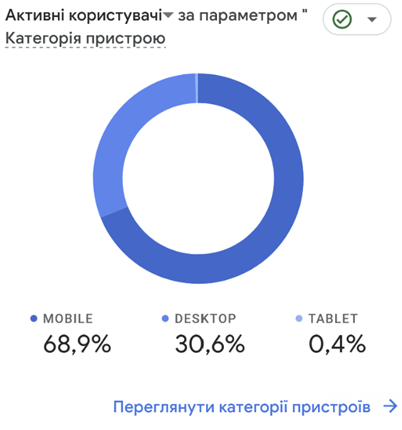 Активні користувачі за параметром "
Категорія пристрою
MOBILE DESKTOP TABLET
68,9% 30,6% 0,4%
Переглянути категорії пристроїв